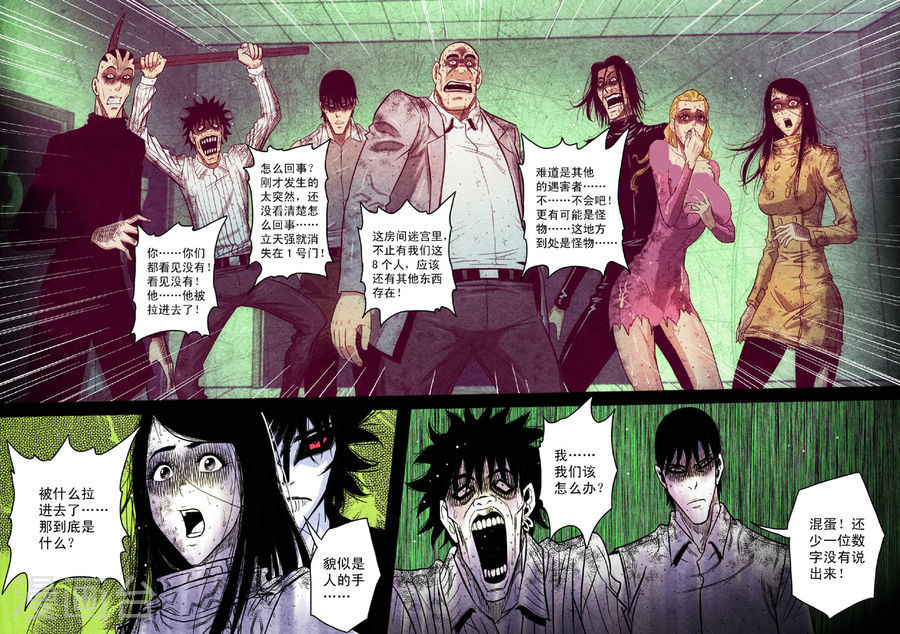 你……你们
都看见没有！
看见没有！
他……他被
拉进去了！
怎么回事？
刚才发生的
太突然，还
没看清楚怎
么回事……
立天强就消
失在1号门！
这房间迷宫里，
不止有我们这
8个人，应该
还有其他东西
存在！
难道是其他
的遇害者……
不……不会吧！
更有可能是怪
物……这地方
到处是怪物……
被什么拉
进去了……
那到底是
什么？
貌似是
人的手
……
我……
我们该
怎么办？
混蛋！还
少一位数
字没有说
出来！